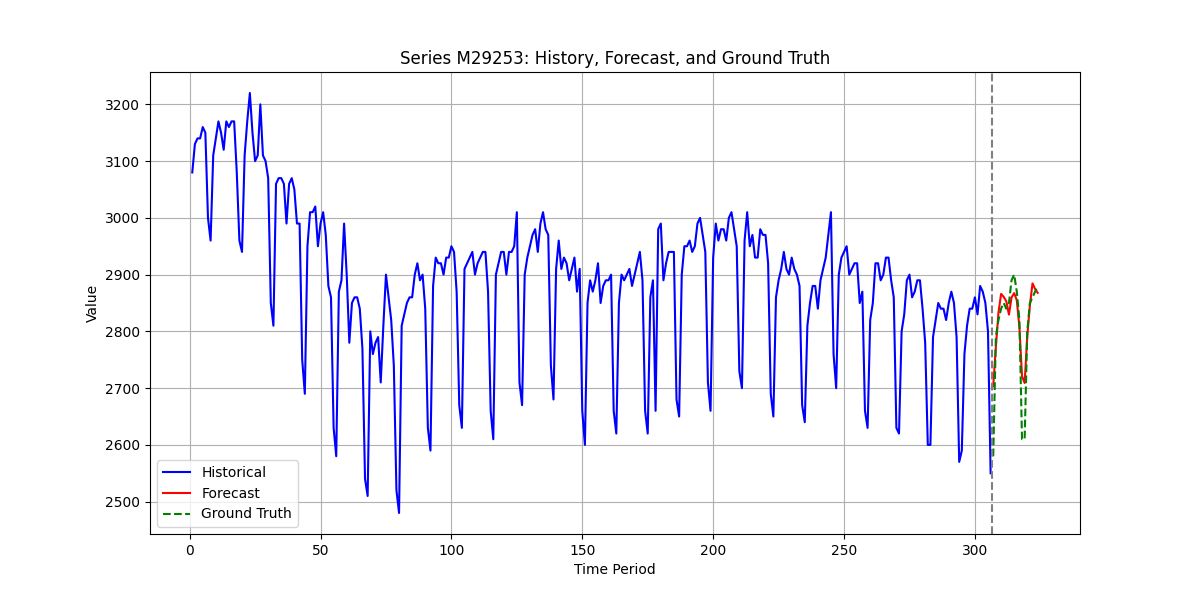 Series M29253: History, Forecast, and Ground Truth
Value
3200
3100
3000
2900
2800
2700
2600
2500
Historical
Forecast
Ground Truth
0 50 100 150 200 250 300
Time Period